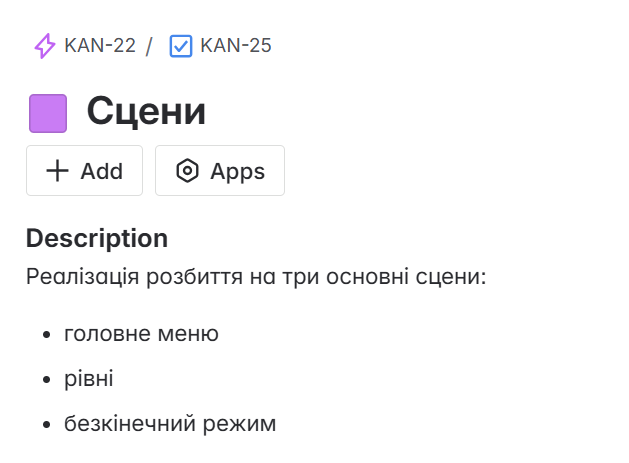 KAN-22 / KAN-25
Сцени
Add Apps
Description
Реалізація розбиття на три основні сцени:
• головне меню
• рівні
• безкінечний режим